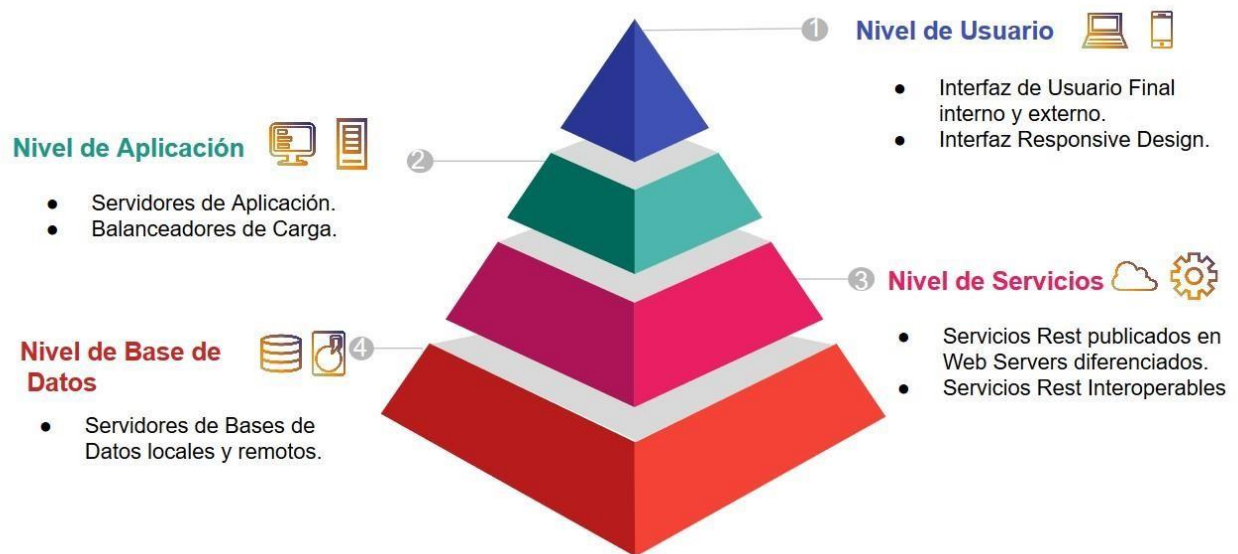 1
Nivel de Usuario
● Interfaz de Usuario Final
interno y externo.
● Interfaz Responsive Design.
Nivel de Aplicación
2
● Servidores de Aplicación.
● Balanceadores de Carga.
3
Nivel de Servicios
● Servicios Rest publicados en
Web Servers diferenciados.
● Servicios Rest Interoperables
Nivel de Base de
Datos
4
● Servidores de Bases de
Datos locales y remotos.